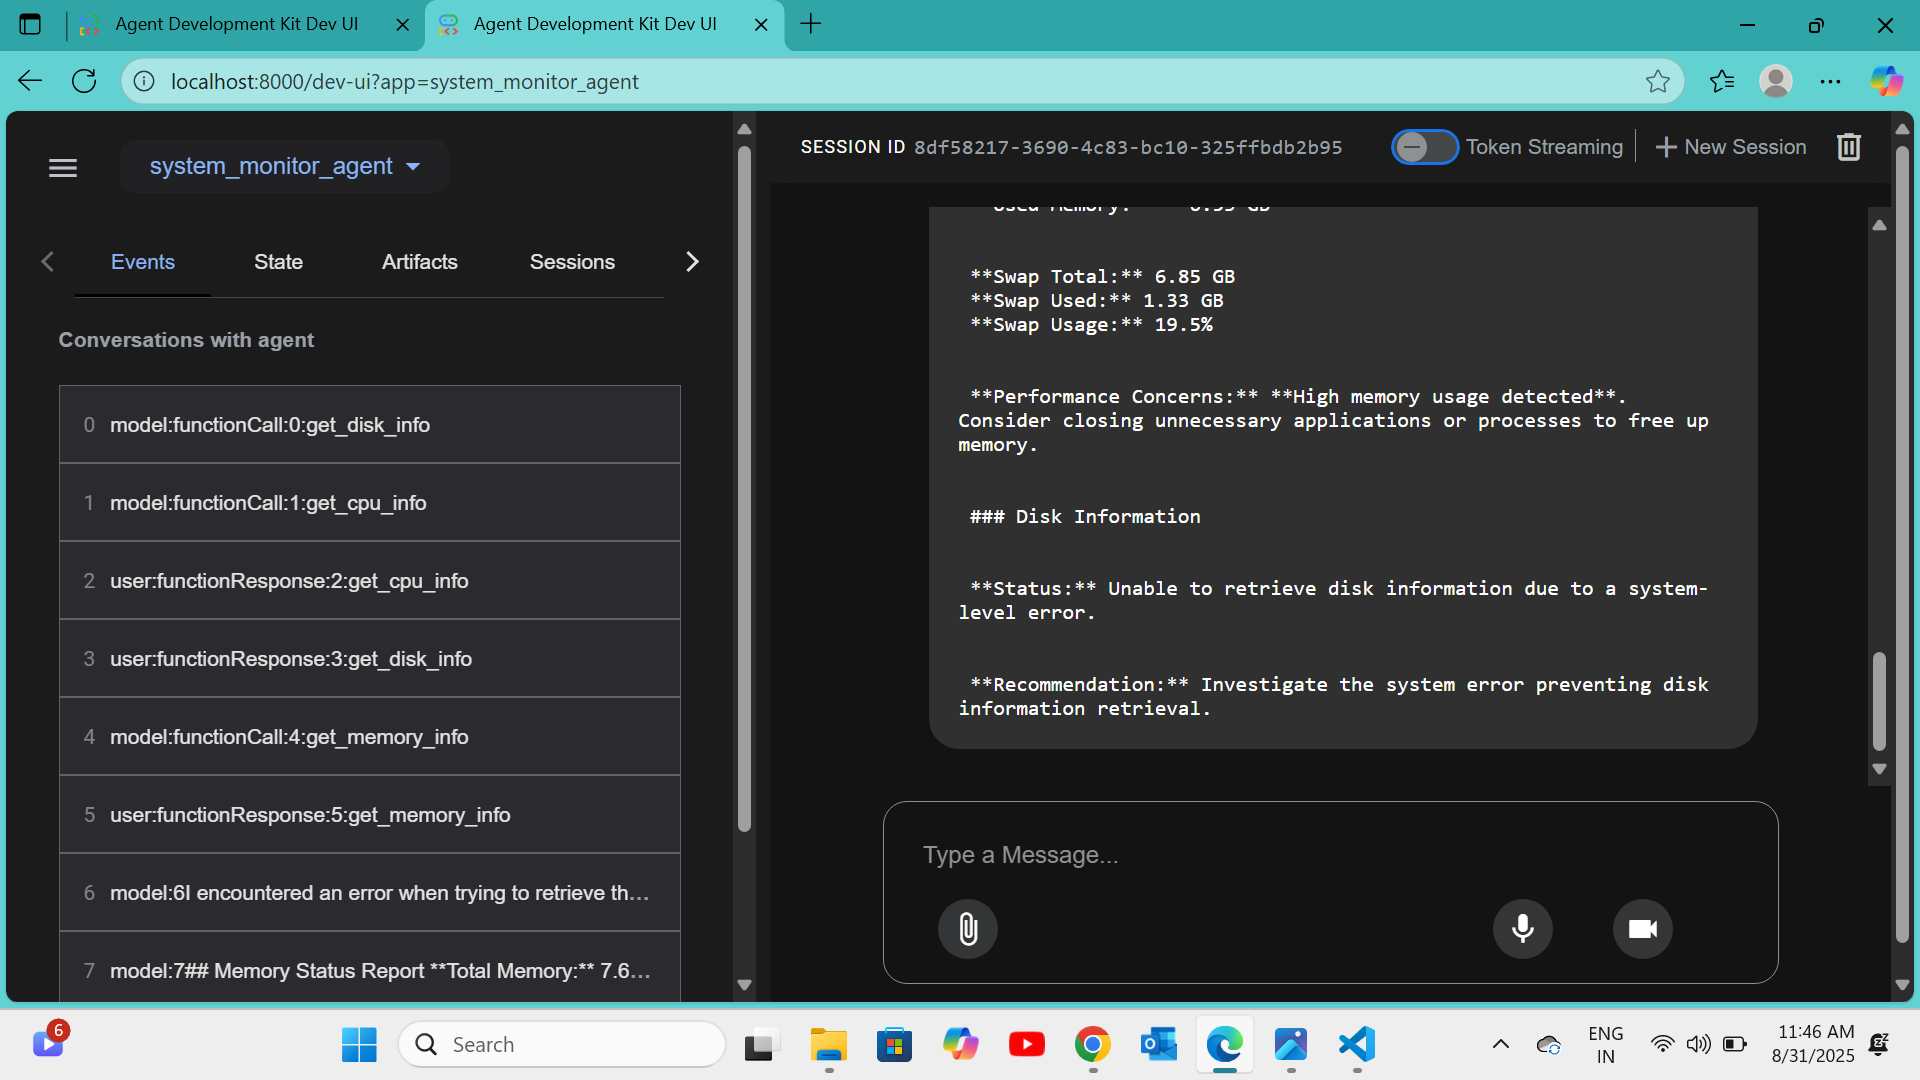 Agent Development Kit Dev UI
Agent Development Kit Dev UI
localhost:8000/dev-ui?app=system_monitor_agent
system_monitor_agent
SESSION ID 8df58217-3690-4c83-bc10-325ffbdb2b95
Token Streaming
New Session
Events
State
Artifacts
Sessions
Conversations with agent
0 model:functionCall:0:get_disk_info
1 model:functionCall:1:get_cpu_info
2 user:functionResponse:2:get_cpu_info
3 user:functionResponse:3:get_disk_info
4 model:functionCall:4:get_memory_info
5 user:functionResponse:5:get_memory_info
6 model:6I encountered an error when trying to retrieve th...
7 model:7## Memory Status Report **Total Memory:** 7.6...
**Swap Total:** 6.85 GB
**Swap Used:** 1.33 GB
**Swap Usage:** 19.5%
**Performance Concerns:** **High memory usage detected**.
Consider closing unnecessary applications or processes to free up
memory.
### Disk Information
**Status:** Unable to retrieve disk information due to a system-
level error.
**Recommendation:** Investigate the system error preventing disk
information retrieval.
Type a Message...
6
Search
ENG
IN
11:46 AM
8/31/2025